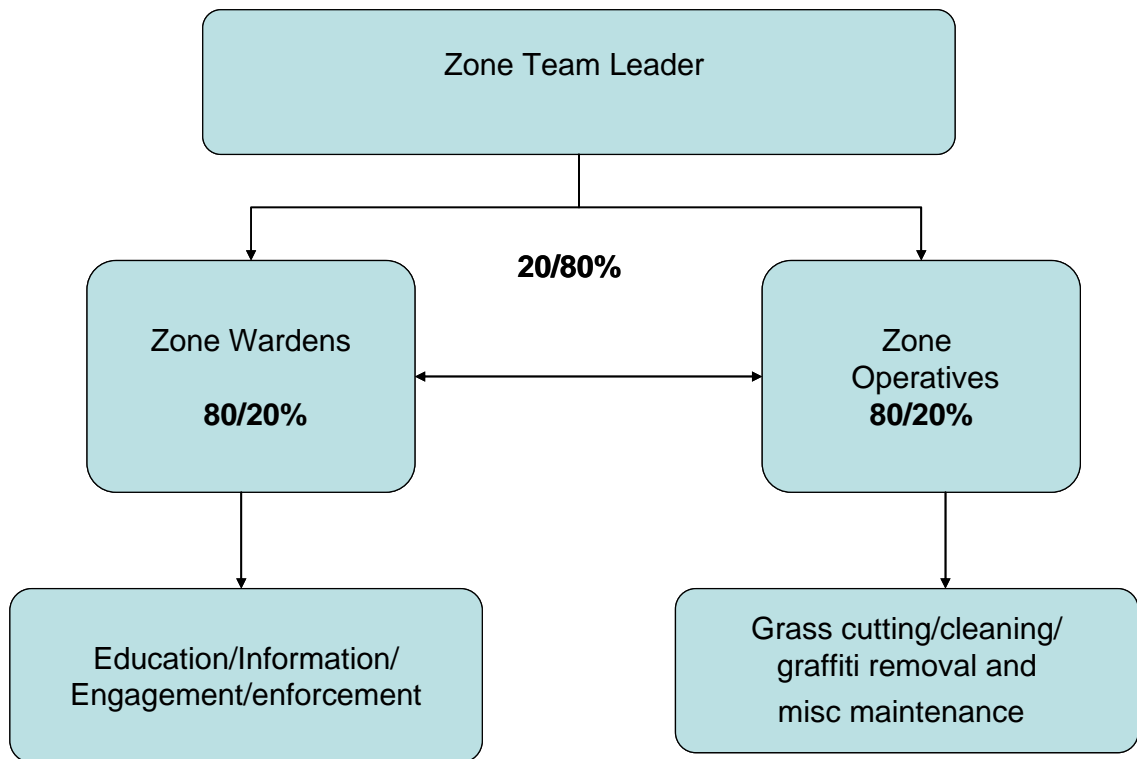 Zone Team Leader
20/80%
Zone Wardens
80/20%
Zone
Operatives
80/20%
Education/Information/
Engagement/enforcement
Grass cutting/cleaning/
graffiti removal and
misc maintenance